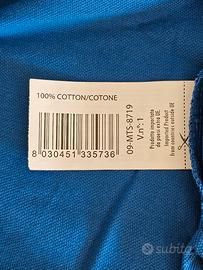 100% COTTON/COTONE
8 030451 335736
09-MTS-8719
V.n°: 1
Prodotto importato
da paesi extra UE
Imported Product
from countries outside UE
subito